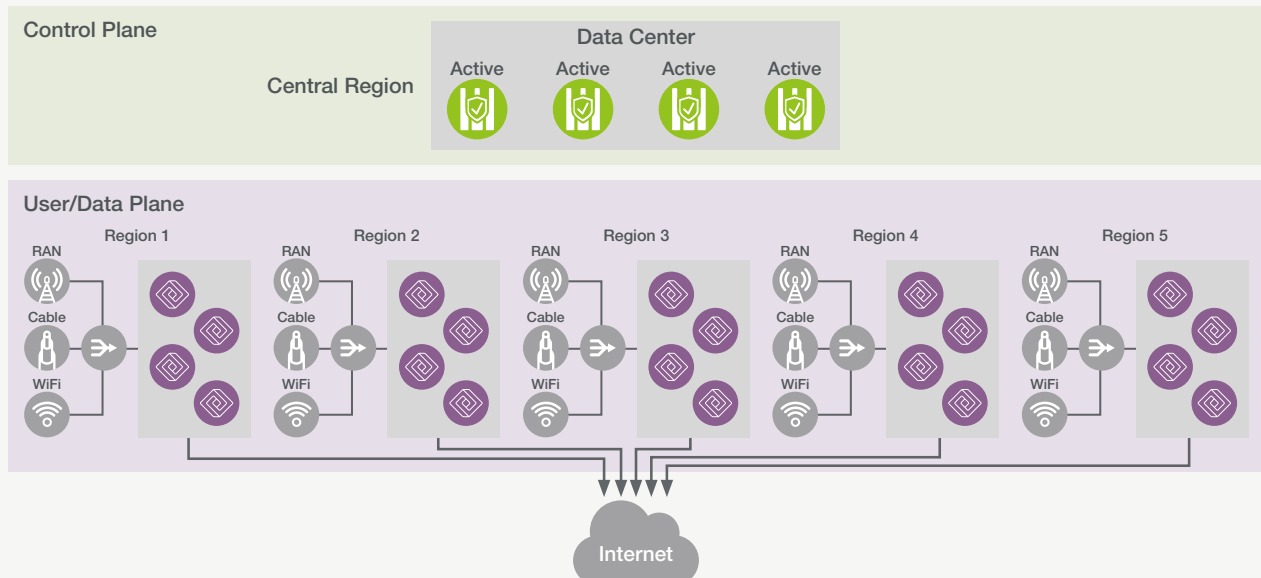 Control Plane
Data Center
Central Region
Active
Active
Active
Active
User/Data Plane
Region 1
RAN
Cable
WiFi
Region 2
RAN
Cable
WiFi
Region 3
RAN
Cable
WiFi
Region 4
RAN
Cable
WiFi
Region 5
RAN
Cable
WiFi
Internet